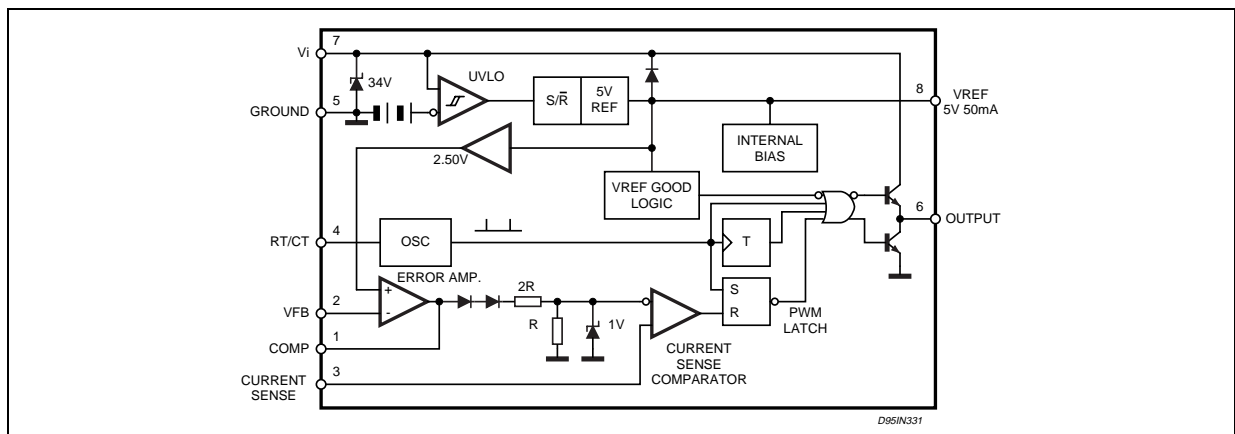 7
Vi
34V
UVLO
S/R̅
5V
REF
8
VREF
5V 50mA
5
GROUND
2.50V
INTERNAL
BIAS
VREF GOOD
LOGIC
6
OUTPUT
4
RT/CT
OSC
T
ERROR AMP.
+
-
2R
S
R
2
VFB
R
1V
PWM
LATCH
1
COMP
CURRENT
SENSE
COMPARATOR
3
CURRENT
SENSE
D95IN331